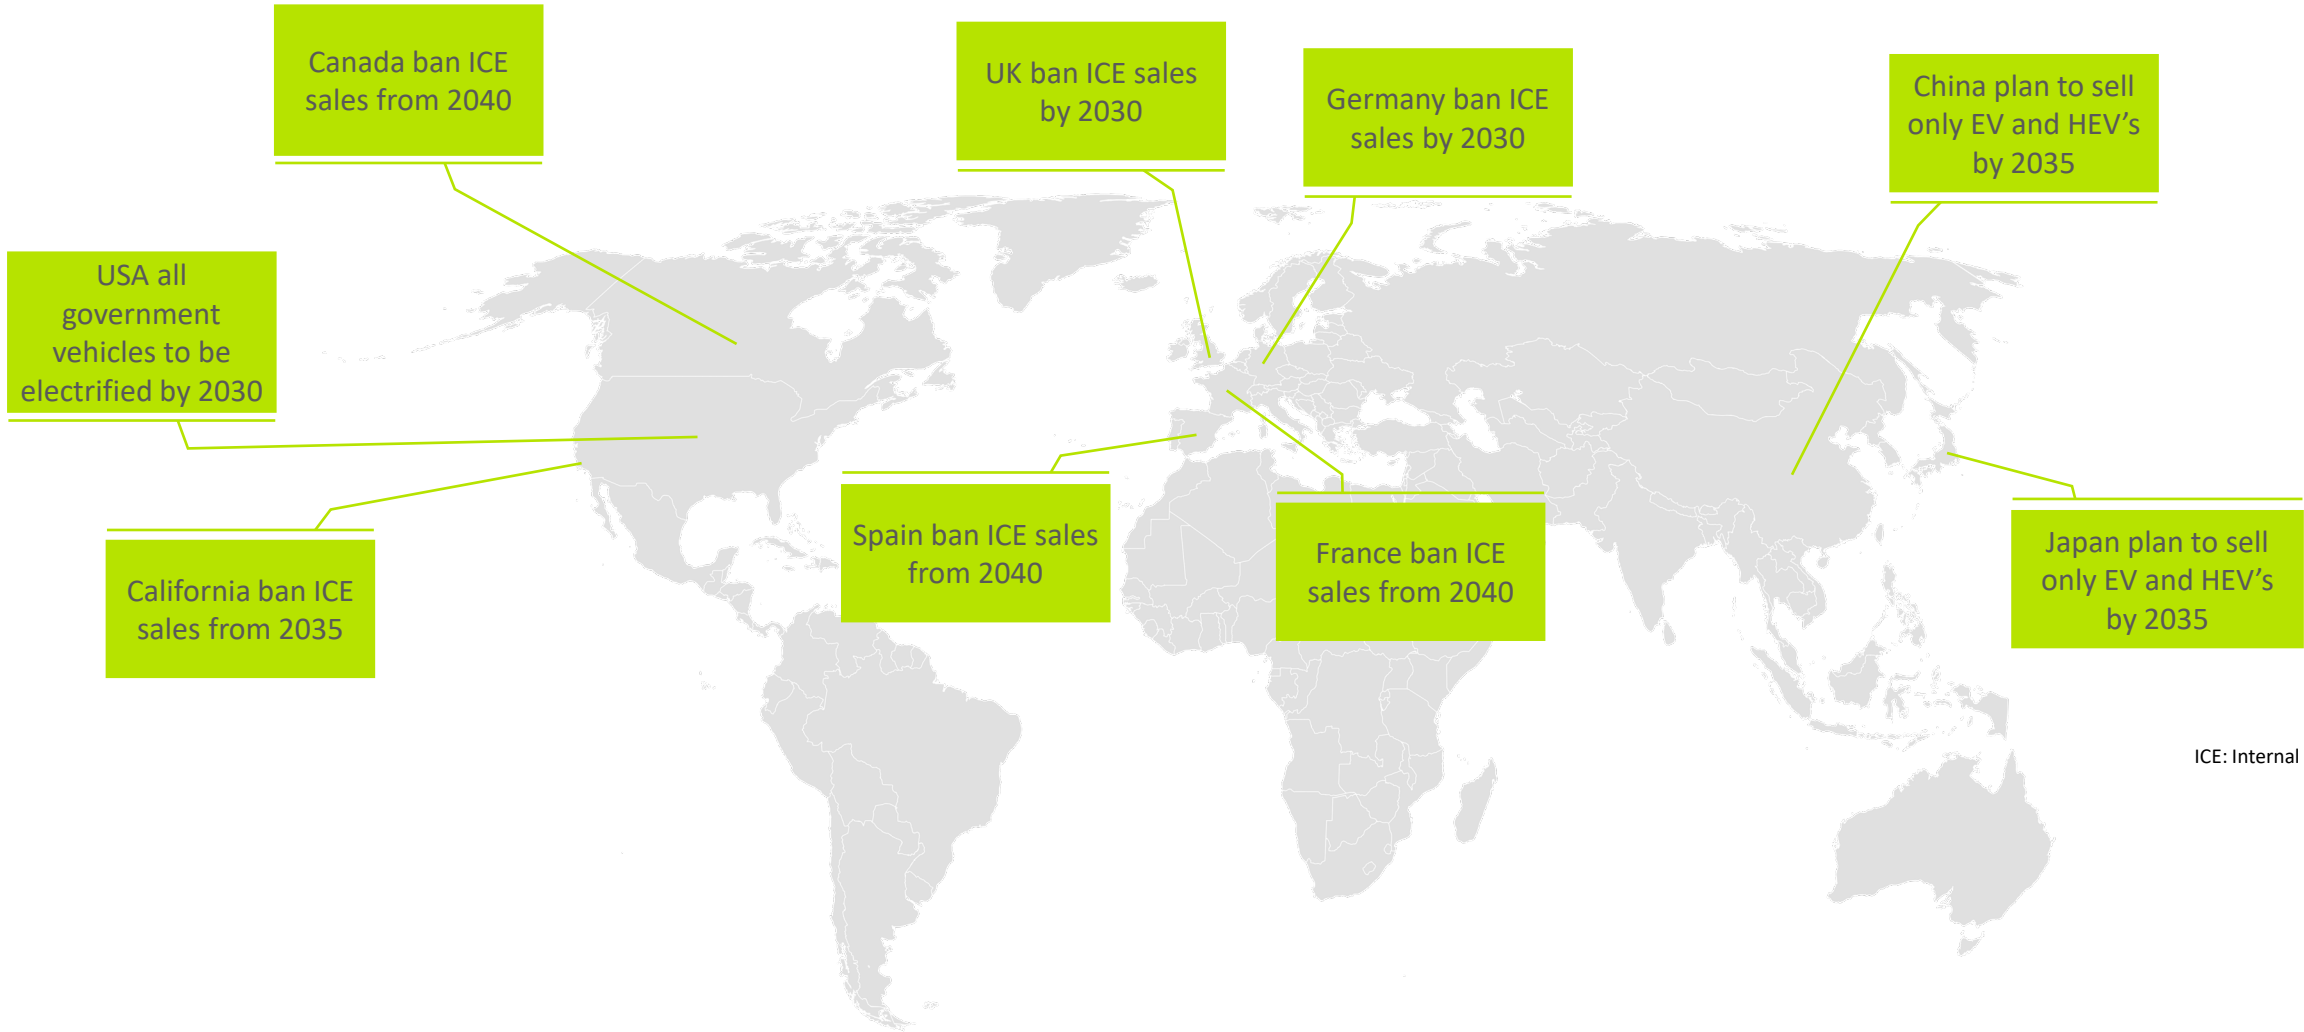 Canada ban ICE
sales from 2040
UK ban ICE sales
by 2030
Germany ban ICE
sales by 2030
China plan to sell
only EV and HEV’s
by 2035
USA all
government
vehicles to be
electrified by 2030
California ban ICE
sales from 2035
Spain ban ICE sales
from 2040
France ban ICE
sales from 2040
Japan plan to sell
only EV and HEV’s
by 2035
ICE: Internal